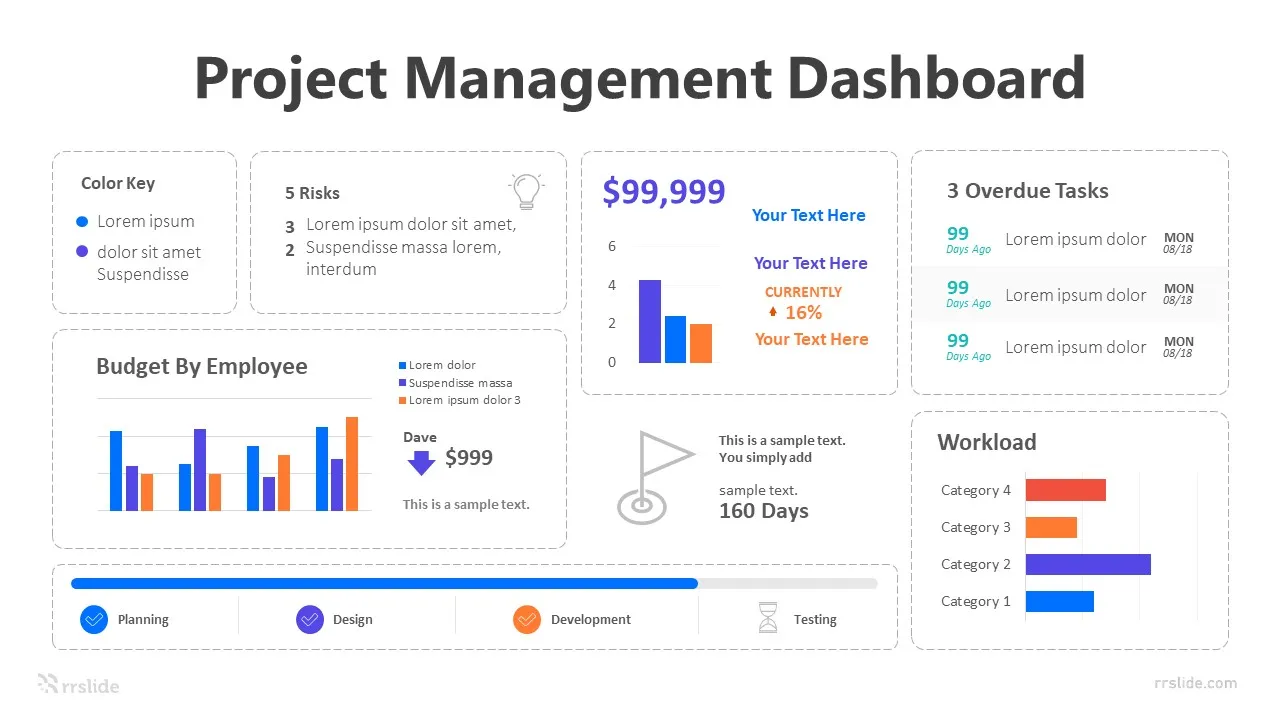 Project Management Dashboard
Color Key
Lorem ipsum
dolor sit amet
Suspendisse
5 Risks
3 Lorem ipsum dolor sit amet,
2 Suspendisse massa lorem,
interdum
$99,999
Your Text Here
6
4
2
0
Your Text Here
CURRENTLY
16%
Your Text Here
3 Overdue Tasks
99
Days Ago
Lorem ipsum dolor
MON
08/18
99
Days Ago
Lorem ipsum dolor
MON
08/18
99
Days Ago
Lorem ipsum dolor
MON
08/18
Budget By Employee
Lorem dolor
Suspendisse massa
Lorem ipsum dolor 3
Dave
$999
This is a sample text.
This is a sample text.
You simply add
sample text.
160 Days
Workload
Category 4
Category 3
Category 2
Category 1
Planning
Design
Development
Testing
rrslide
rrslide.com